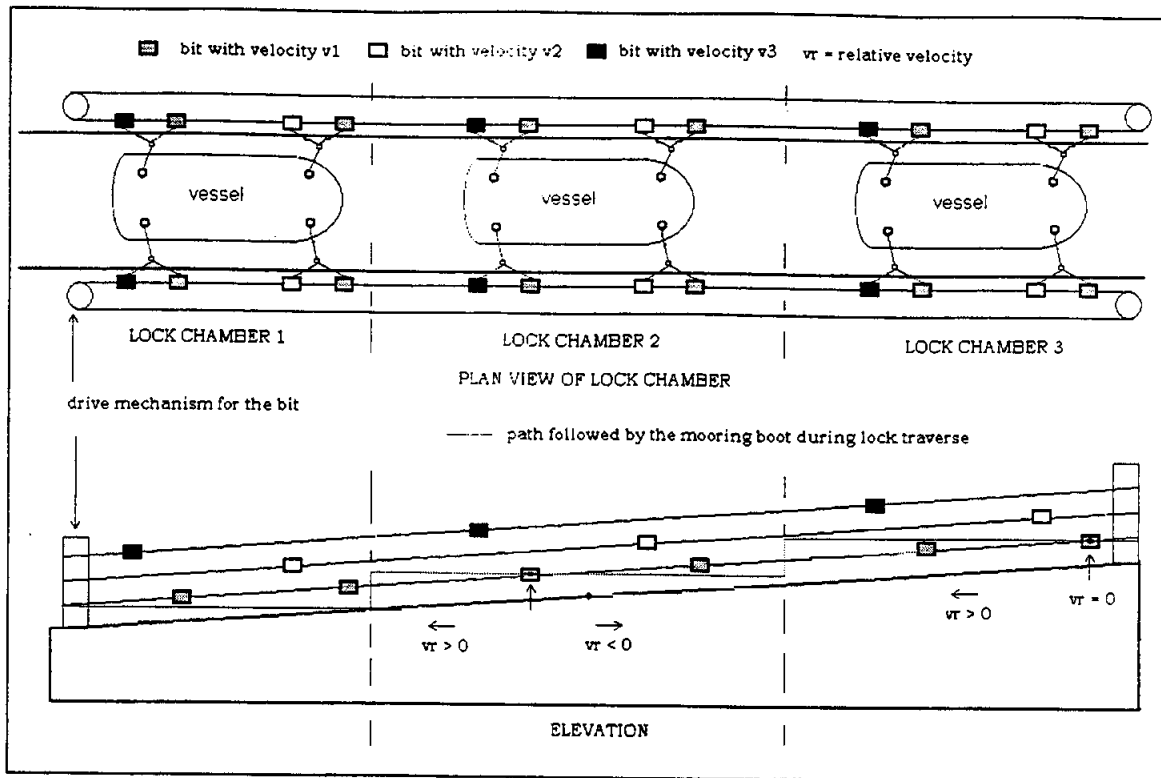 bit with velocity v1 bit with velocity v2 bit with velocity v3 vr = relative velocity
vessel vessel vessel
LOCK CHAMBER 1 LOCK CHAMBER 2 LOCK CHAMBER 3
PLAN VIEW OF LOCK CHAMBER
drive mechanism for the bit
path followed by the mooring boot during lock traverse
vr > 0 vr < 0 vr > 0 vr = 0
ELEVATION